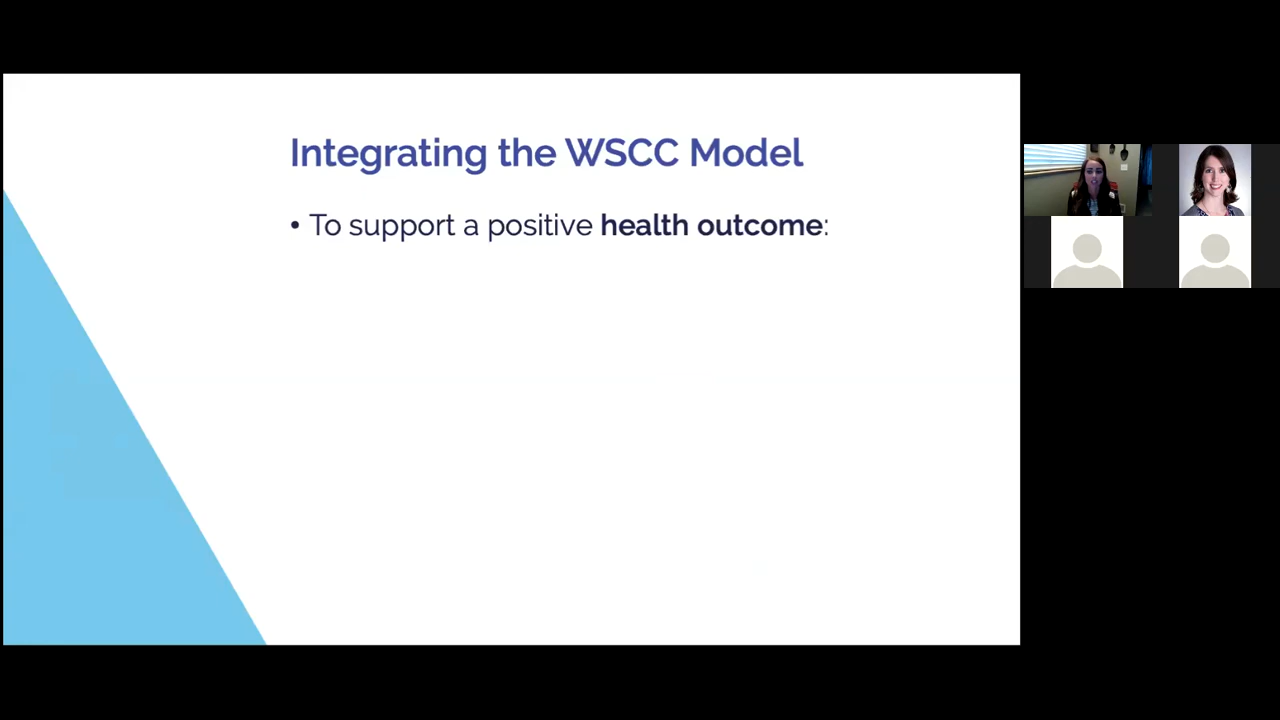 Integrating the WSCC Model
• To support a positive health outcome: